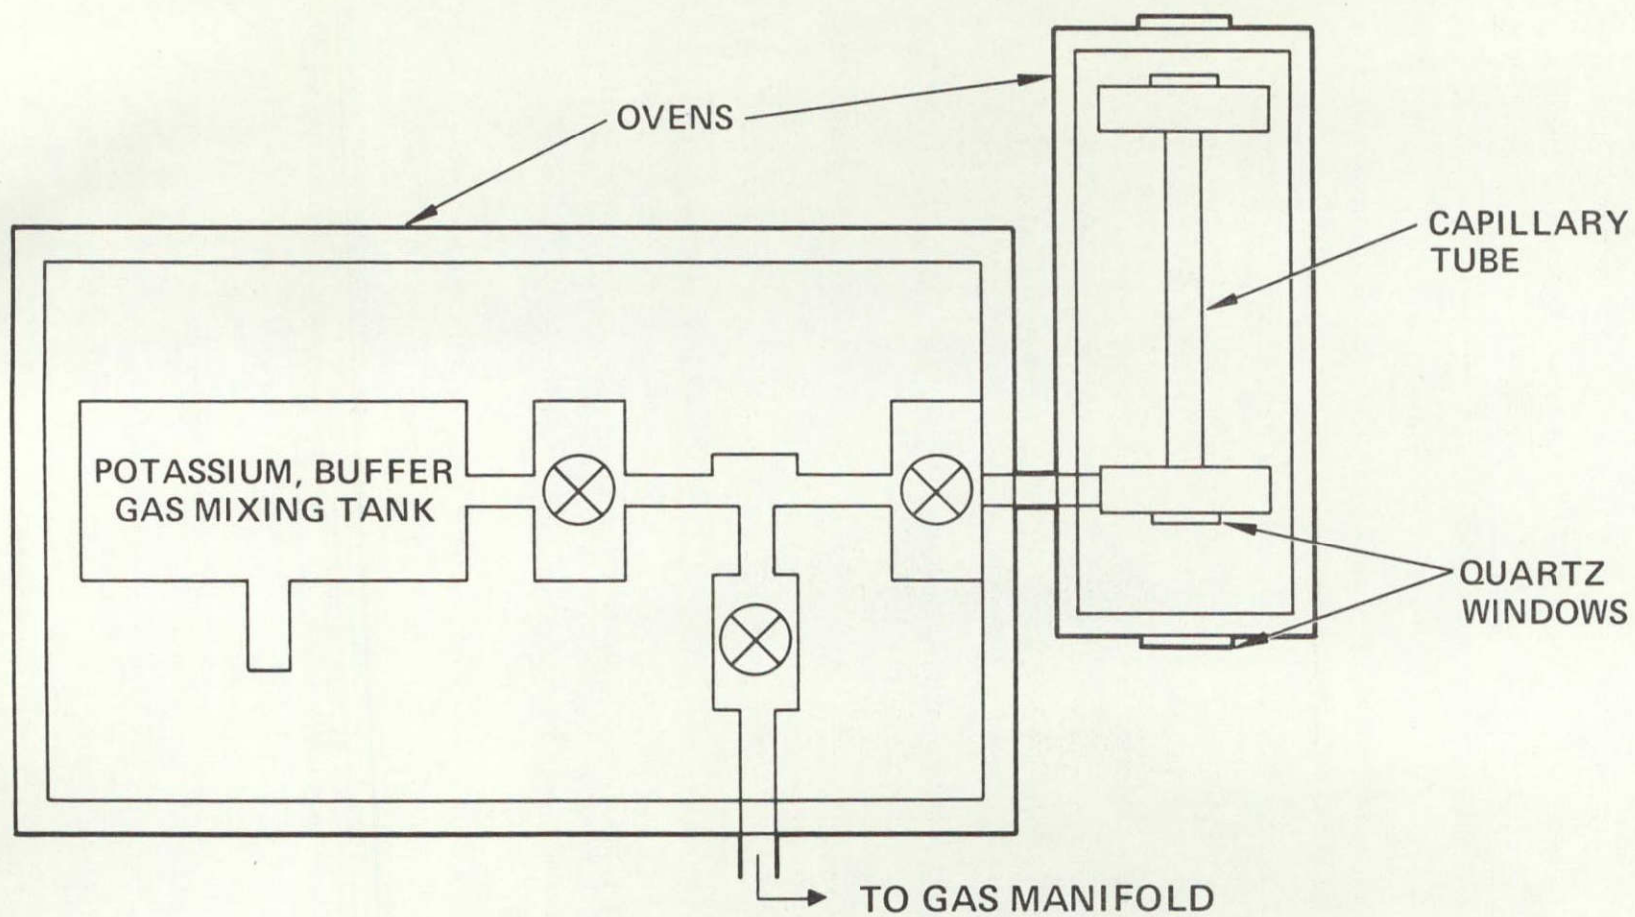 OVENS
CAPILLARY
TUBE
POTASSIUM, BUFFER
GAS MIXING TANK
QUARTZ
WINDOWS
TO GAS MANIFOLD